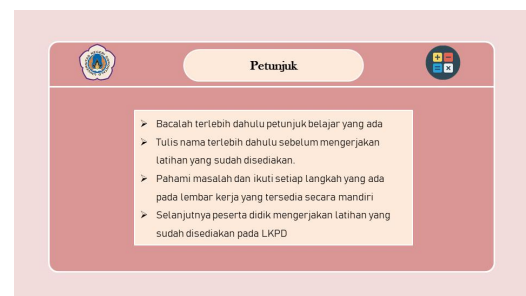 Petunjuk
➢ Bacalah terlebih dahulu petunjuk belajar yang ada
➢ Tulis nama terlebih dahulu sebelum mengerjakan
latihan yang sudah disediakan.
➢ Pahami masalah dan ikuti setiap langkah yang ada
pada lembar kerja yang tersedia secara mandiri
➢ Selanjutnya peserta didik mengerjakan latihan yang
sudah disediakan pada LKPD